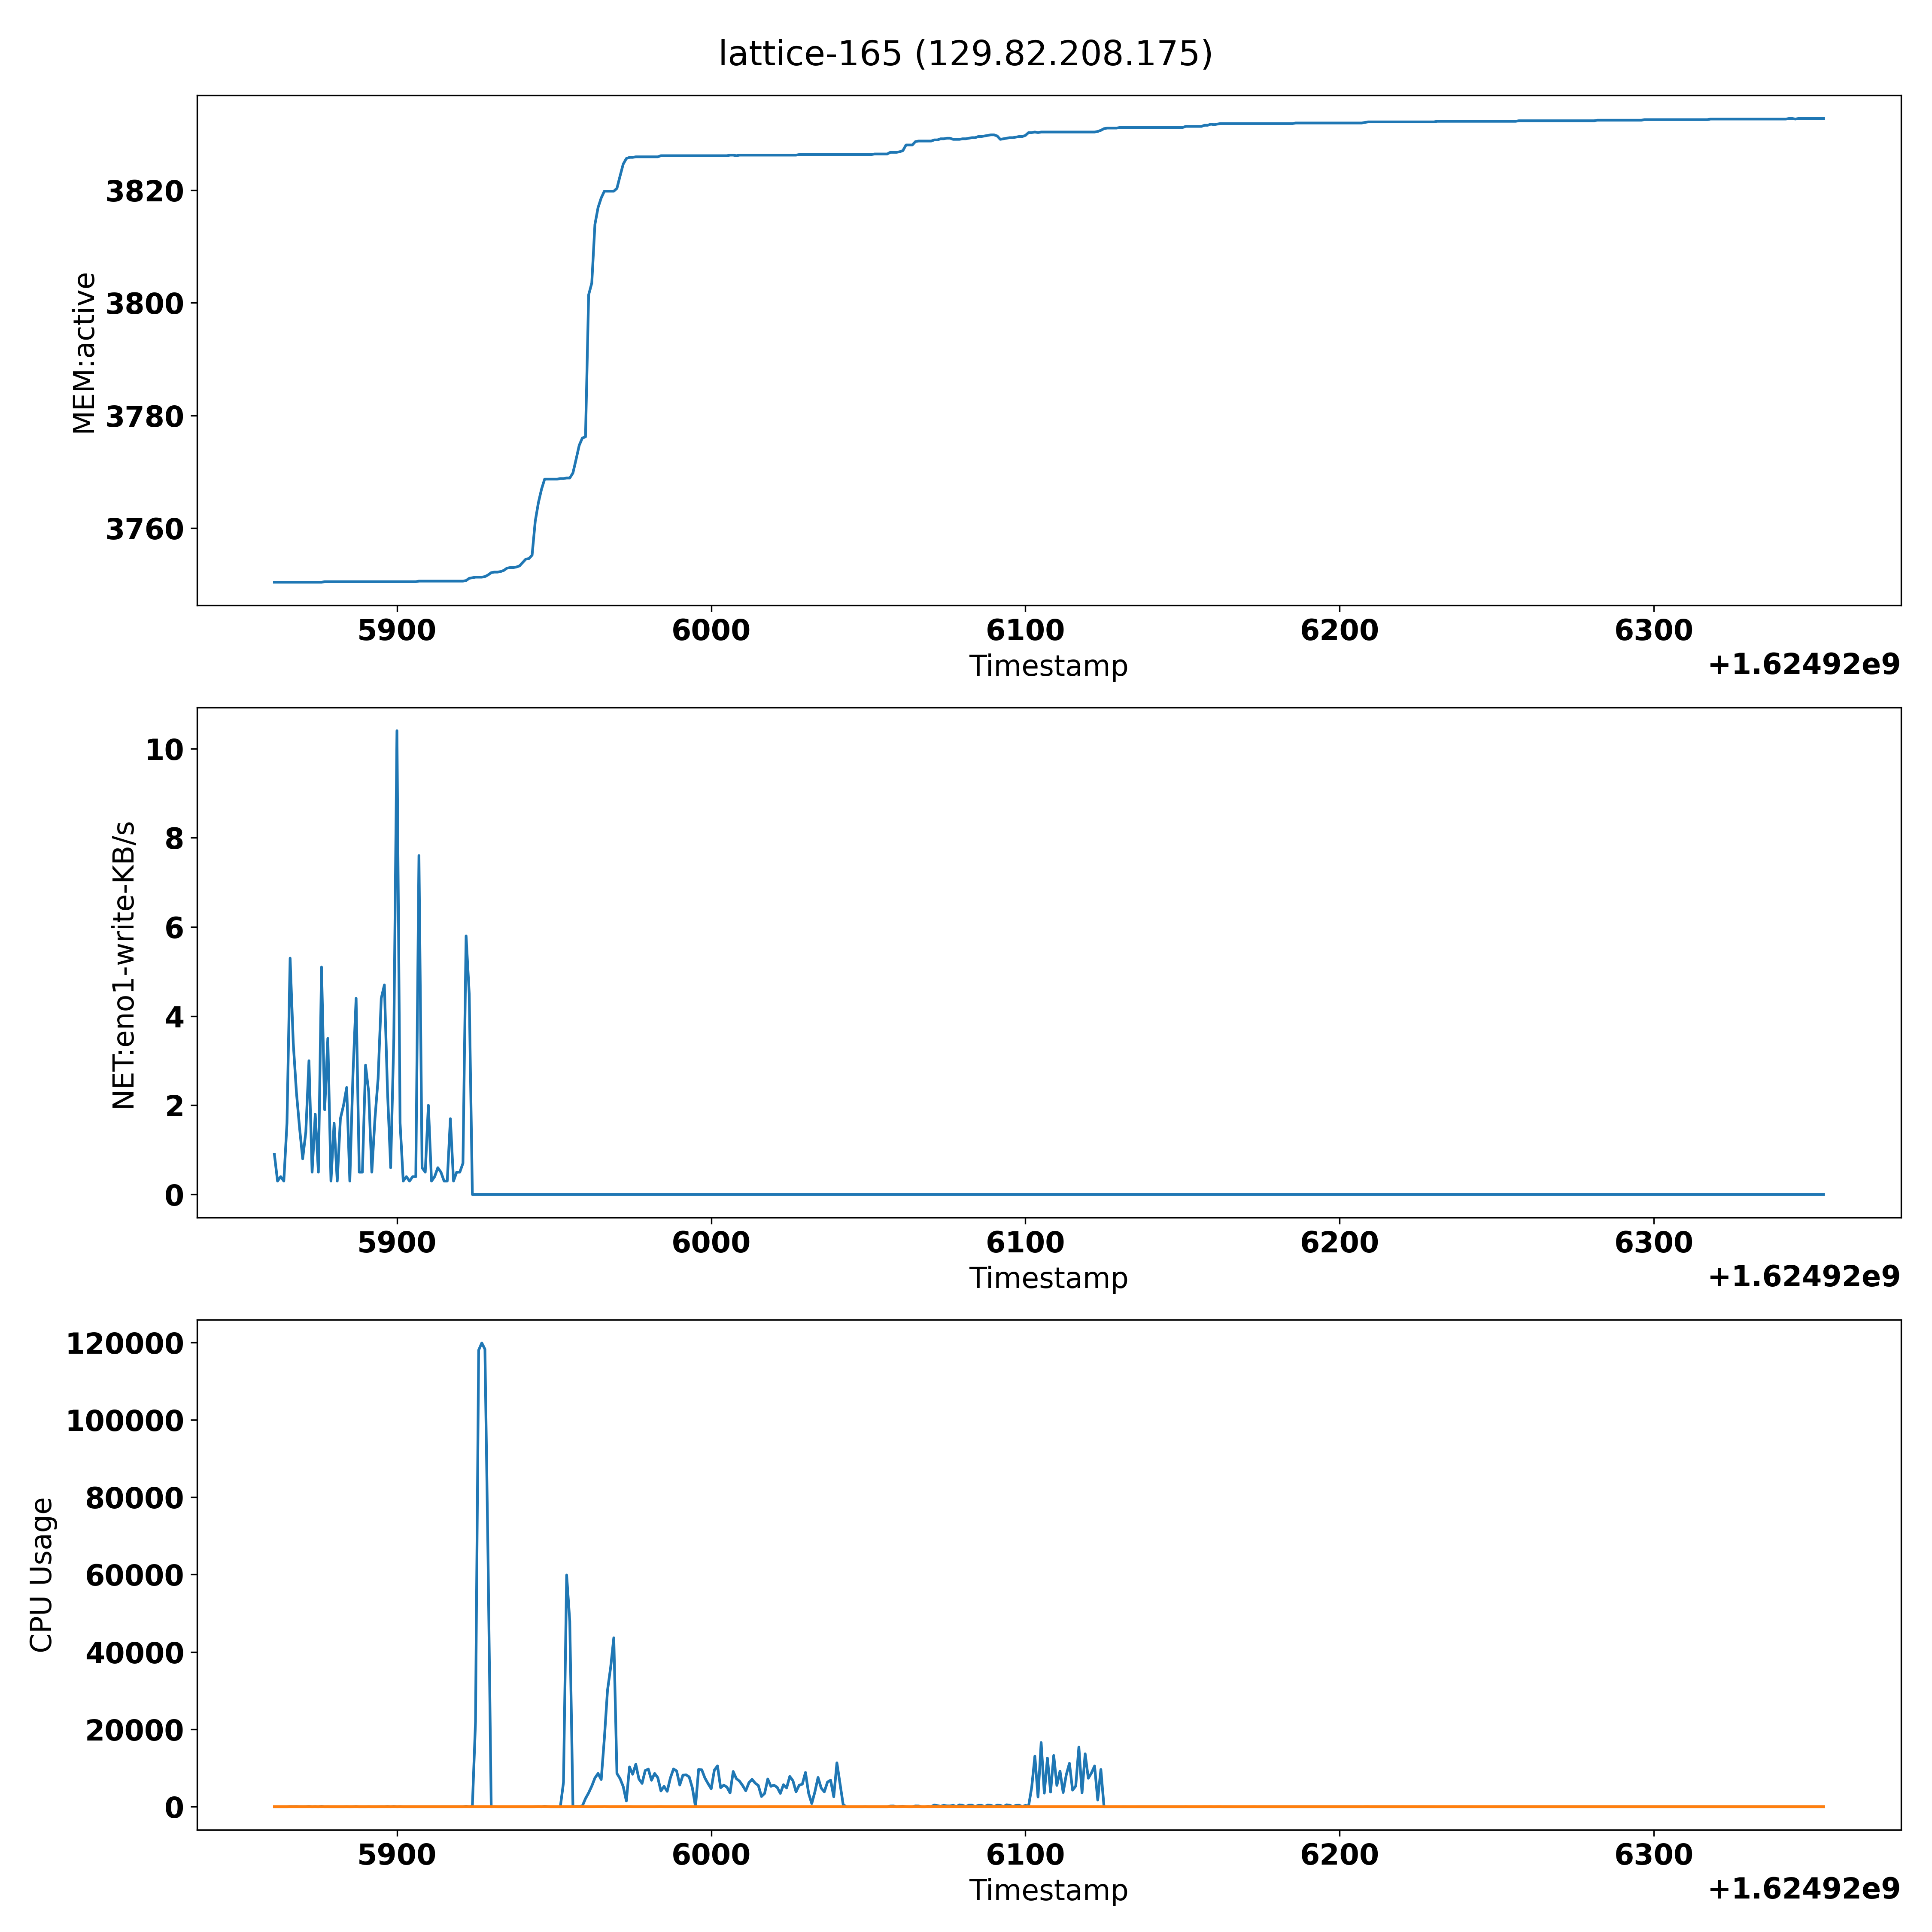 lattice-165 (129.82.208.175)
MEM:active
3820
3800
3780
3760
5900 6000 6100 6200 6300
Timestamp
+1.62492e9
NET:eno1-write-KB/s
10
8
6
4
2
0
5900 6000 6100 6200 6300
Timestamp
+1.62492e9
CPU Usage
120000
100000
80000
60000
40000
20000
0
5900 6000 6100 6200 6300
Timestamp
+1.62492e9